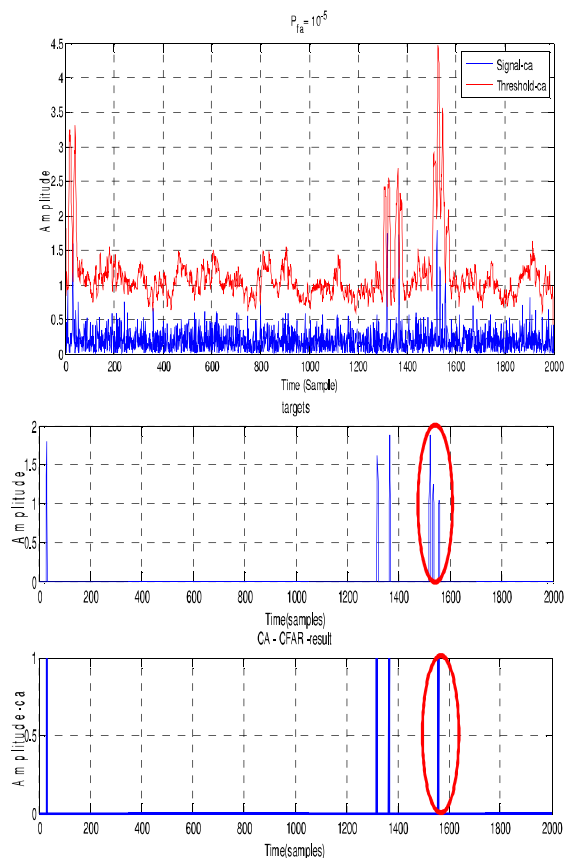 P_fa = 10^-5
4.5
4
3.5
3
2.5
2
1.5
1
0.5
0
Amplitude
Signal-ca
Threshold-ca
0 200 400 600 800 1000 1200 1400 1600 1800 2000
Time (Sample)
targets
2
1.5
1
0.5
0
Amplitude
0 200 400 600 800 1000 1200 1400 1600 1800 2000
Time(samples)
CA - CFAR -result
1
0.5
0
Amplitude-ca
0 200 400 600 800 1000 1200 1400 1600 1800 2000
Time(samples)